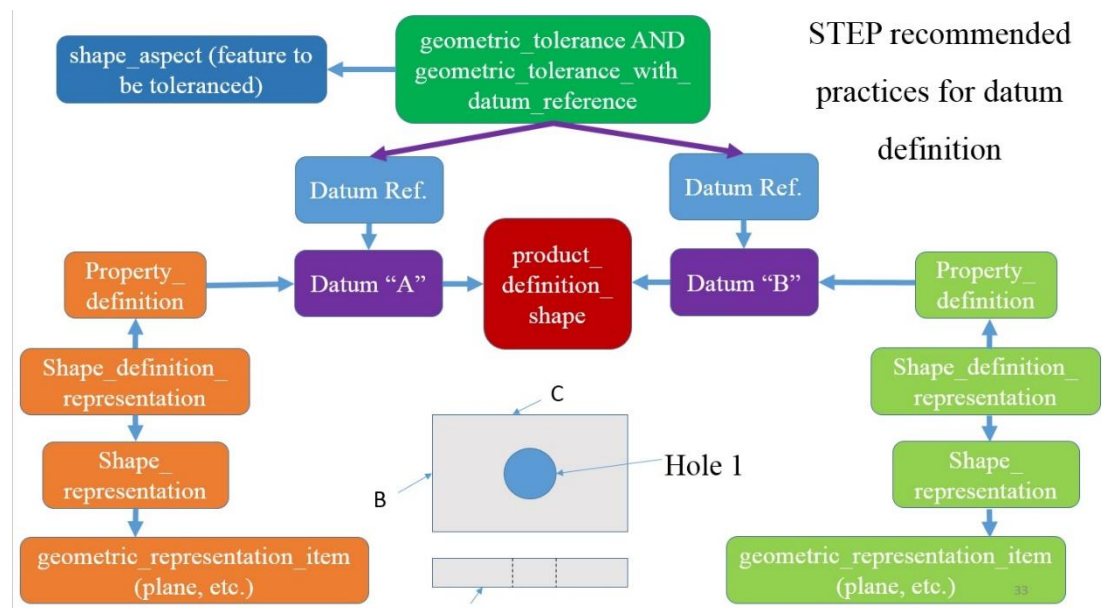 shape_aspect (feature to
be toleranced)
geometric_tolerance AND
geometric_tolerance_with_
datum_reference
STEP recommended
practices for datum
definition
Datum Ref.
Datum Ref.
Property_
definition
Datum “A”
product_
definition_
shape
Datum “B”
Property_
definition
Shape_definition_
representation
Shape_definition_
representation
C
B
Hole 1
Shape_
representation
Shape_
representation
geometric_representation_item
(plane, etc.)
geometric_representation_item
(plane, etc.)
33